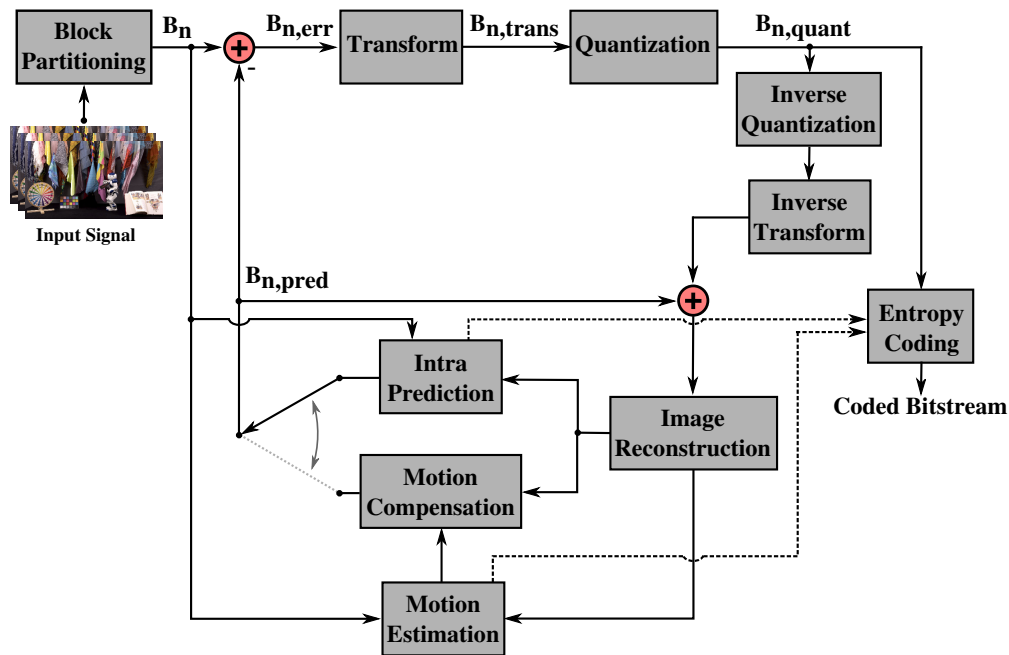 Block
Partitioning
Bn
+
-
Bn,err
Transform
Bn,trans
Quantization
Bn,quant
Inverse
Quantization
Inverse
Transform
Input Signal
Bn,pred
+
Entropy
Coding
Coded Bitstream
Intra
Prediction
Image
Reconstruction
Motion
Compensation
Motion
Estimation